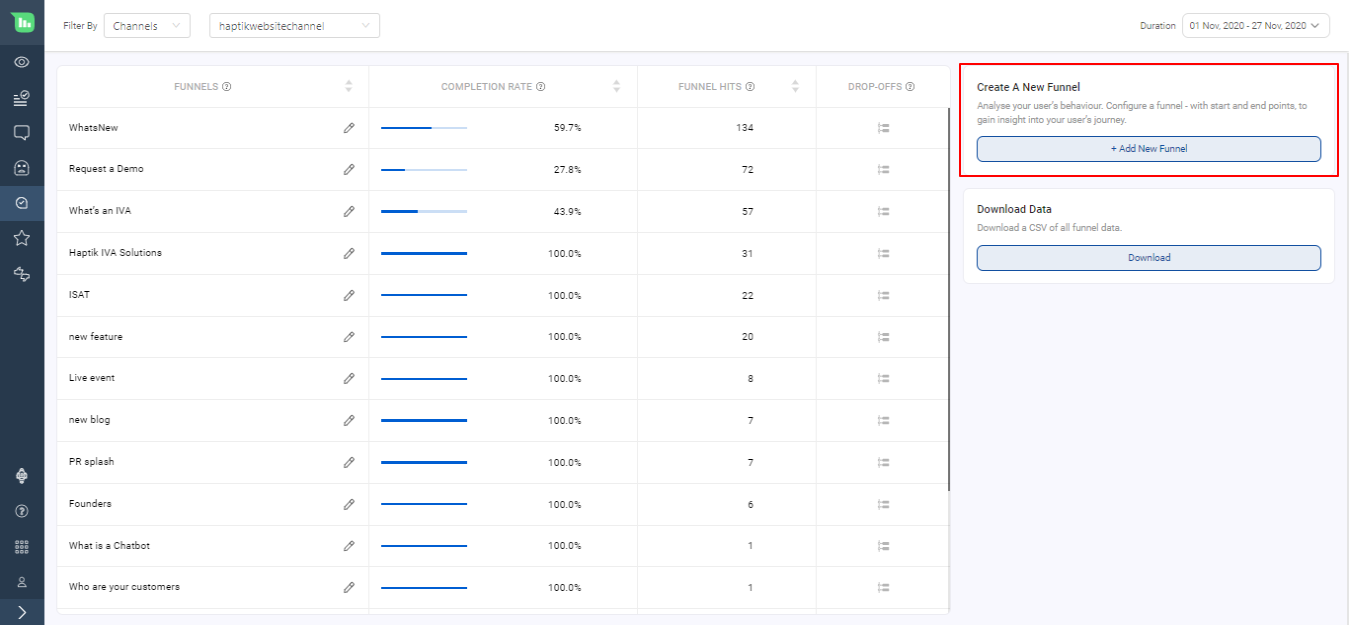 Filter By Channels haptikwebsitechannel Duration 01 Nov, 2020 - 27 Nov, 2020
FUNNELS COMPLETION RATE FUNNEL HITS DROP-OFFS
WhatsNew 59.7% 134
Request a Demo 27.8% 72
What's an IVA 43.9% 57
Haptik IVA Solutions 100.0% 31
ISAT 100.0% 22
new feature 100.0% 20
Live event 100.0% 8
new blog 100.0% 7
PR splash 100.0% 7
Founders 100.0% 6
What is a Chatbot 100.0% 1
Who are your customers 100.0% 1
Create A New Funnel
Analyse your user's behaviour. Configure a funnel - with start and end points, to
gain insight into your user's journey.
+ Add New Funnel
Download Data
Download a CSV of all funnel data.
Download